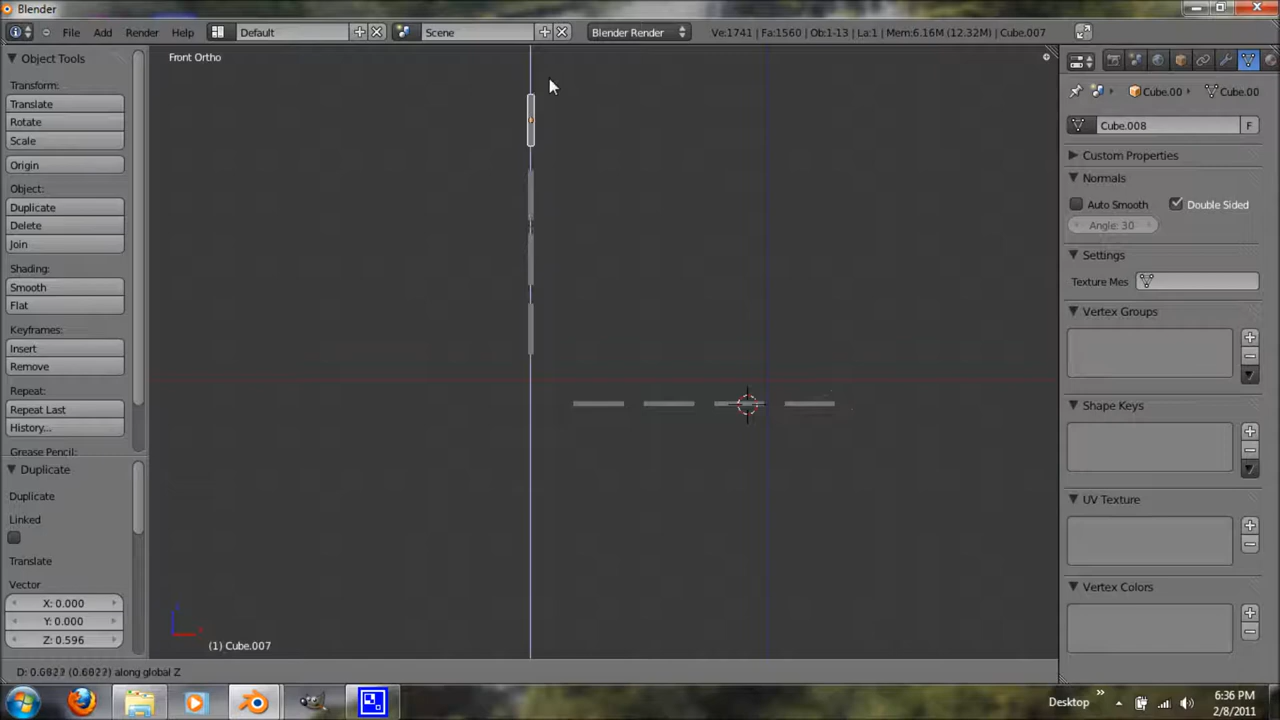 Blender
File Add Render Help Default Scene Blender Render Ve:1741 | Fa:1560 | Ob:1-13 | La:1 | Mem:6.16M (12.32M) | Cube.007
Object Tools
Transform:
Translate
Rotate
Scale
Origin
Object:
Duplicate
Delete
Join
Shading:
Smooth
Flat
Keyframes:
Insert
Remove
Repeat:
Repeat Last
History...
Grease Pencil:
Duplicate
Duplicate
Linked
Translate
Vector
X: 0.000
Y: 0.000
Z: 0.596
Front Ortho
(1) Cube.007
along global Z
Cube.00 Cube.00
Cube.008 F
Custom Properties
Normals
Auto Smooth Double Sided
Angle: 30
Settings
Texture Mes
Vertex Groups
Shape Keys
UV Texture
Vertex Colors
Desktop
6:36 PM
2/8/2011